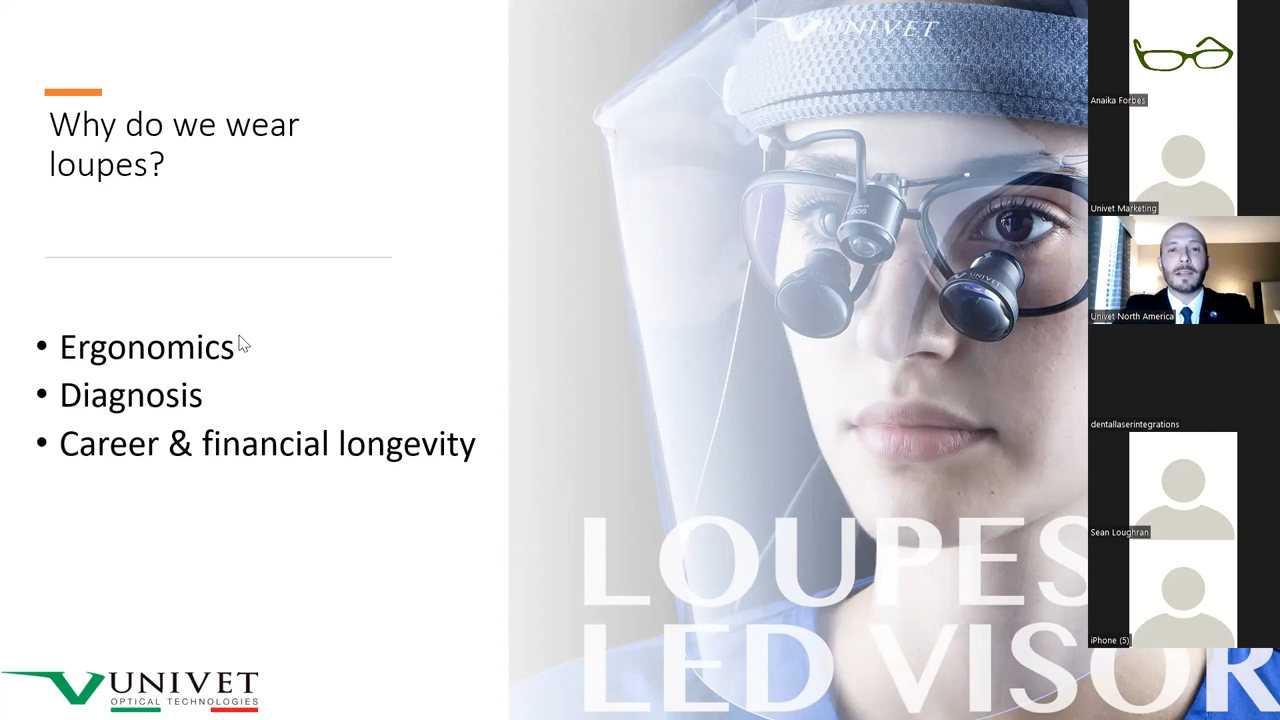 Why do we wear
loupes?
• Ergonomics
• Diagnosis
• Career & financial longevity
UNIVET
OPTICAL TECHNOLOGIES
UNIVET
UNIVET
LOUPES
LED VISOR
Anaika Forbes
Univet Marketing
Univet North America
dentallaserintegrations
Sean Loughran
iPhone (5)